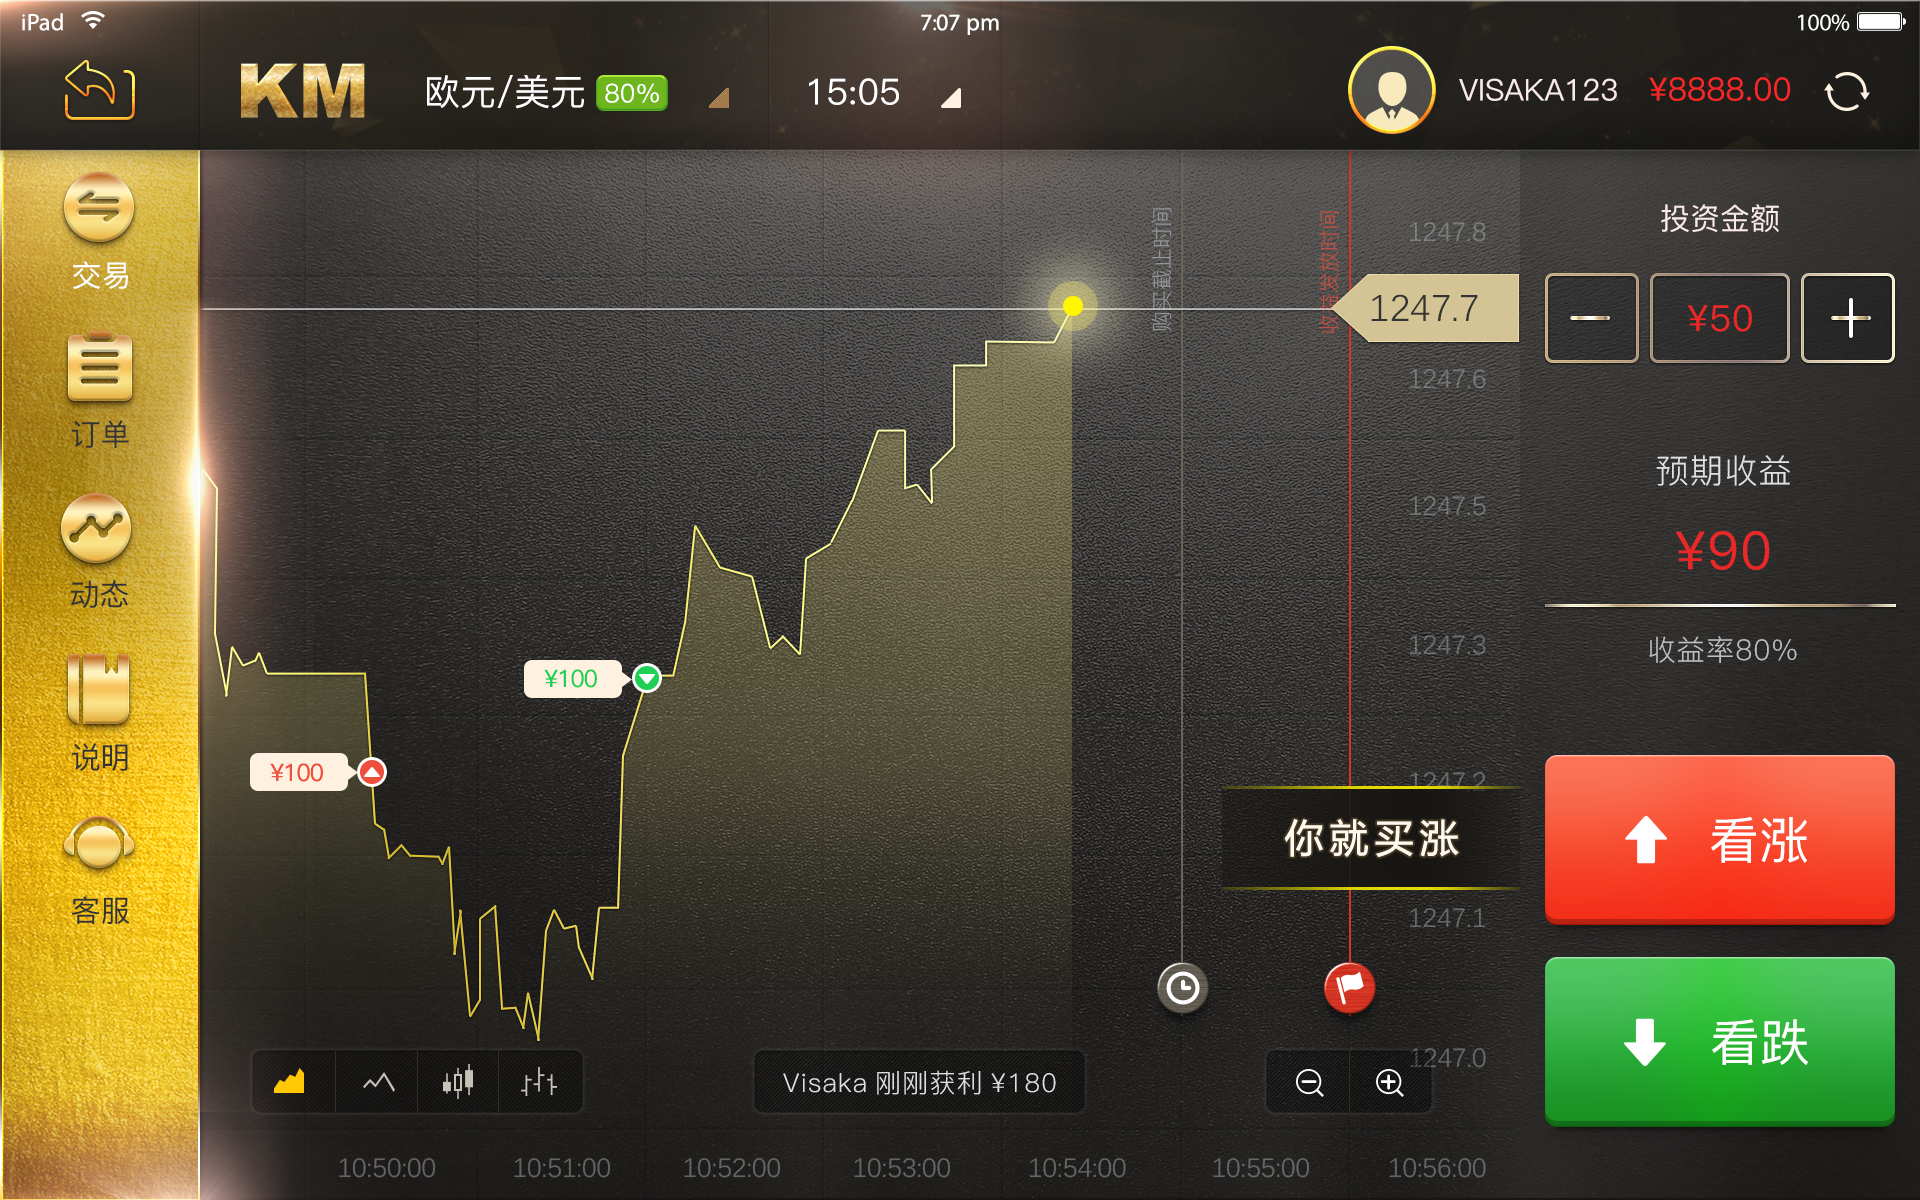 iPad
7:07 pm
100%
KM
欧元/美元 80%
15:05
VISAKA123
¥8888.00
交易
订单
动态
说明
客服
购买截止时间
收益发放时间
1247.8
1247.7
1247.6
1247.5
1247.3
1247.2
1247.1
1247.0
¥100
¥100
你就买涨
投资金额
¥50
预期收益
¥90
收益率80%
看涨
看跌
Visaka 刚刚获利 ¥180
10:50:00
10:51:00
10:52:00
10:53:00
10:54:00
10:55:00
10:56:00